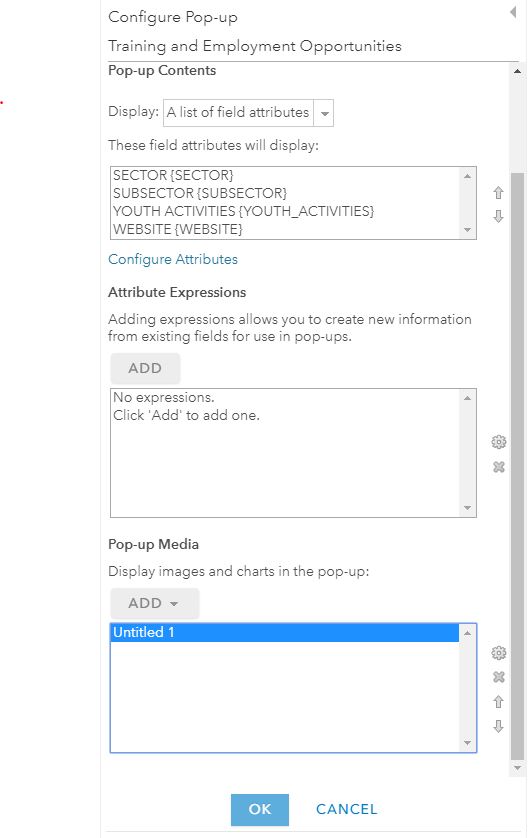 Configure Pop-up
Training and Employment Opportunities
Pop-up Contents
Display: A list of field attributes
These field attributes will display:
SECTOR {SECTOR}
SUBSECTOR {SUBSECTOR}
YOUTH ACTIVITIES {YOUTH_ACTIVITIES}
WEBSITE {WEBSITE}
Configure Attributes
Attribute Expressions
Adding expressions allows you to create new information
from existing fields for use in pop-ups.
ADD
No expressions.
Click 'Add' to add one.
Pop-up Media
Display images and charts in the pop-up:
ADD
Untitled 1
OK CANCEL